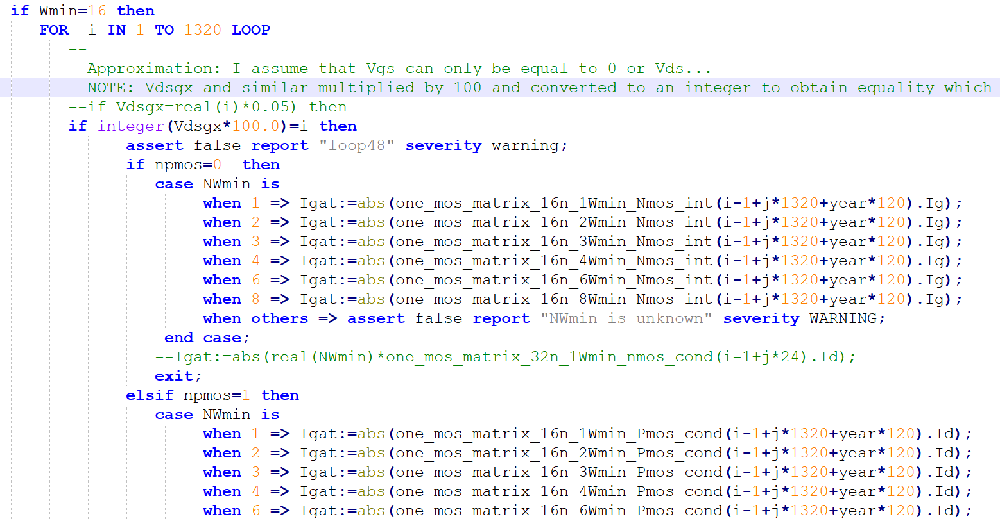 if Wmin=16 then
FOR i IN 1 TO 1320 LOOP
--
--Approximation: I assume that Vgs can only be equal to 0 or Vds...
--NOTE: Vdsgx and similar multiplied by 100 and converted to an integer to obtain equality which
--if Vdsgx=real(i)*0.05) then
if integer(Vdsgx*100.0)=i then
assert false report "loop48" severity warning;
if npmos=0  then
case NWmin is
when 1 => Igat:=abs(one_mos_matrix_16n_1Wmin_Nmos_int(i-1+j*1320+year*120).Ig);
when 2 => Igat:=abs(one_mos_matrix_16n_2Wmin_Nmos_int(i-1+j*1320+year*120).Ig);
when 3 => Igat:=abs(one_mos_matrix_16n_3Wmin_Nmos_int(i-1+j*1320+year*120).Ig);
when 4 => Igat:=abs(one_mos_matrix_16n_4Wmin_Nmos_int(i-1+j*1320+year*120).Ig);
when 6 => Igat:=abs(one_mos_matrix_16n_6Wmin_Nmos_int(i-1+j*1320+year*120).Ig);
when 8 => Igat:=abs(one_mos_matrix_16n_8Wmin_Nmos_int(i-1+j*1320+year*120).Ig);
when others => assert false report "NWmin is unknown" severity WARNING;
end case;
--Igat:=abs(real(NWmin)*one_mos_matrix_32n_1Wmin_nmos_cond(i-1+j*24).Id);
exit;
elsif npmos=1 then
case NWmin is
when 1 => Igat:=abs(one_mos_matrix_16n_1Wmin_Pmos_cond(i-1+j*1320+year*120).Id);
when 2 => Igat:=abs(one_mos_matrix_16n_2Wmin_Pmos_cond(i-1+j*1320+year*120).Id);
when 3 => Igat:=abs(one_mos_matrix_16n_3Wmin_Pmos_cond(i-1+j*1320+year*120).Id);
when 4 => Igat:=abs(one_mos_matrix_16n_4Wmin_Pmos_cond(i-1+j*1320+year*120).Id);
when 6 => Igat:=abs(one_mos_matrix_16n_6Wmin_Pmos_cond(i-1+j*1320+year*120).Id);